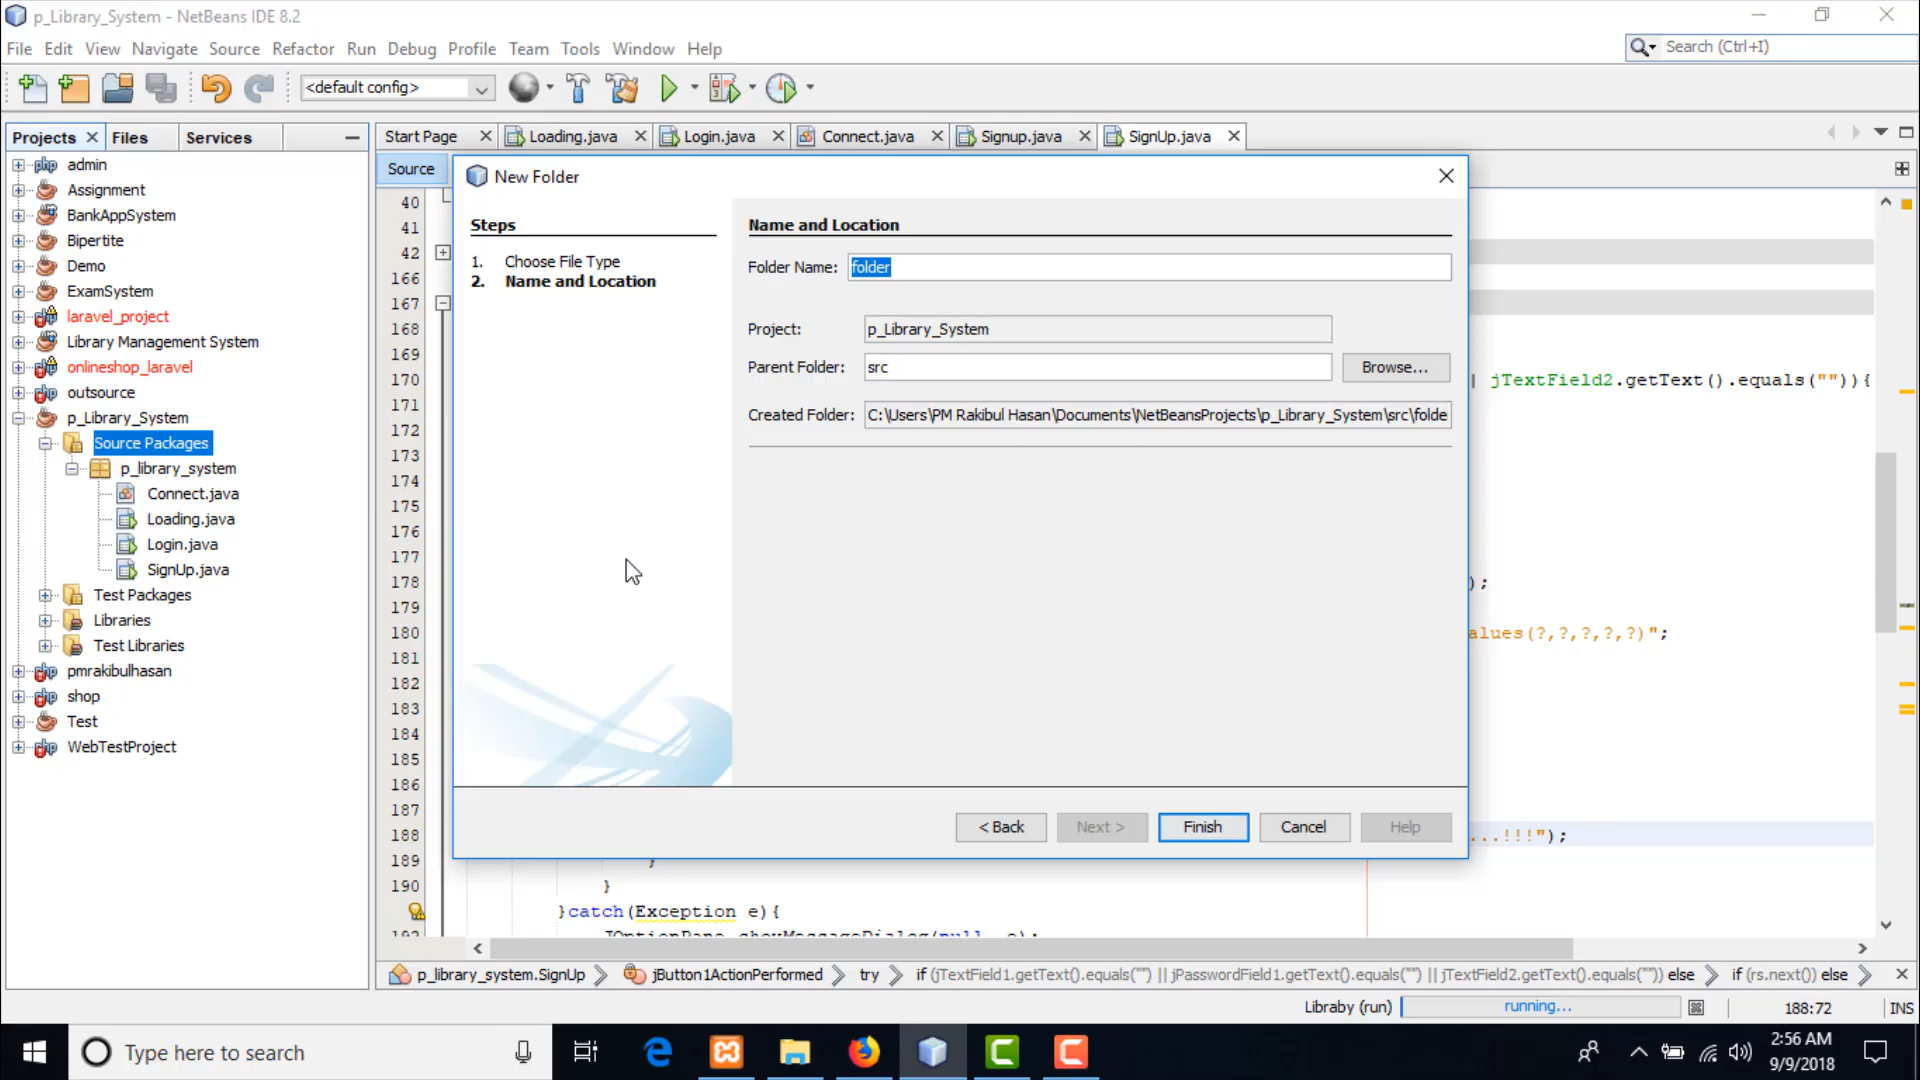 p_Library_System - NetBeans IDE 8.2
File Edit View Navigate Source Refactor Run Debug Profile Team Tools Window Help
Search (Ctrl+I)
<default config>
Projects Files Services
Start Page Loading.java Login.java Connect.java Signup.java SignUp.java
Source
admin
Assignment
BankAppSystem
Bipertite
Demo
ExamSystem
laravel_project
Library Management System
onlineshop_laravel
outsource
p_Library_System
Source Packages
p_library_system
Connect.java
Loading.java
Login.java
SignUp.java
Test Packages
Libraries
Test Libraries
pmrakibulhasan
shop
Test
WebTestProject
New Folder
Steps
1. Choose File Type
2. Name and Location
Name and Location
Folder Name: folder
Project: p_Library_System
Parent Folder: src
Browse...
Created Folder: C:\Users\PM Rakibul Hasan\Documents\NetBeansProjects\p_Library_System\src\folde
< Back Next > Finish Cancel Help
40
41
42
166
167
168
169
170 | jTextField2.getText().equals("")){
171
172
173
174
175
176
177
178 );
179
180 alues(?,?,?,?,?)";
181
182
183
184
185
186
187
188 ...!!!");
189 }
190 }
}catch(Exception e){
192 JOptionPane.showMessageDialog(null, e);
p_library_system.SignUp jButton1ActionPerformed try if (jTextField1.getText().equals("") || jPasswordField1.getText().equals("") || jTextField2.getText().equals("")) else if (rs.next()) else
Libraby (run) running... 188:72 INS
Type here to search
2:56 AM
9/9/2018